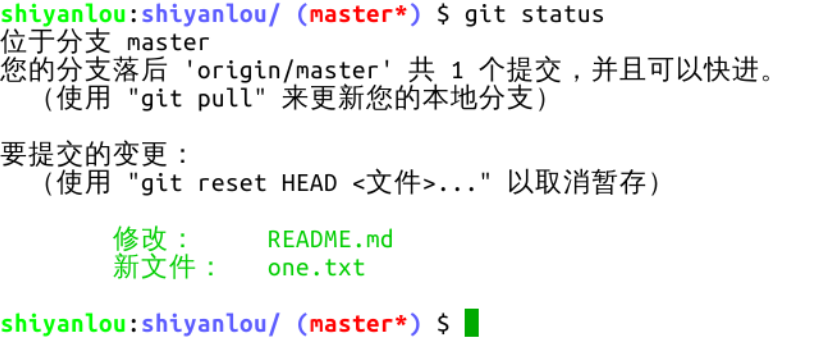 shiyanlou:shiyanlou/ (master*) $ git status
位于分支 master
您的分支落后 'origin/master' 共 1 个提交，并且可以快进。
  （使用 "git pull" 来更新您的本地分支）
要提交的变更：
  （使用 "git reset HEAD <文件>..." 以取消暂存）
修改： README.md
新文件： one.txt
shiyanlou:shiyanlou/ (master*) $